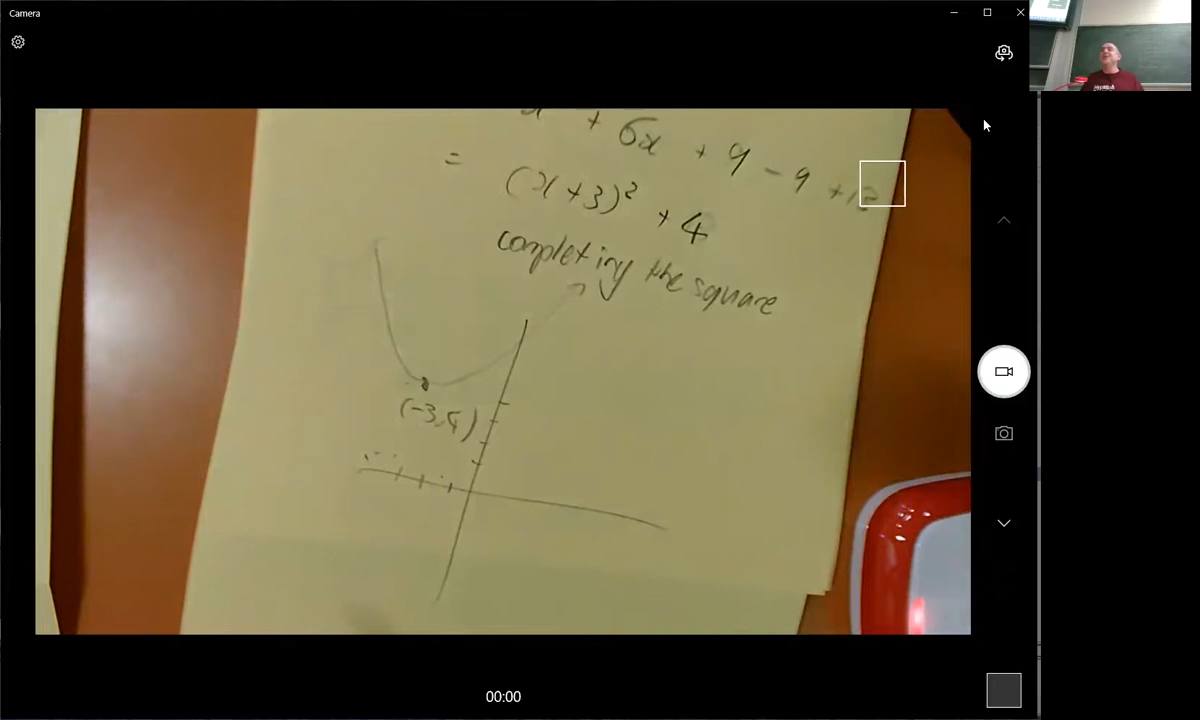 Camera
+ 6x + 9 - 9 +
= (x+3)² + 4
completing the square
(-3,4)
00:00